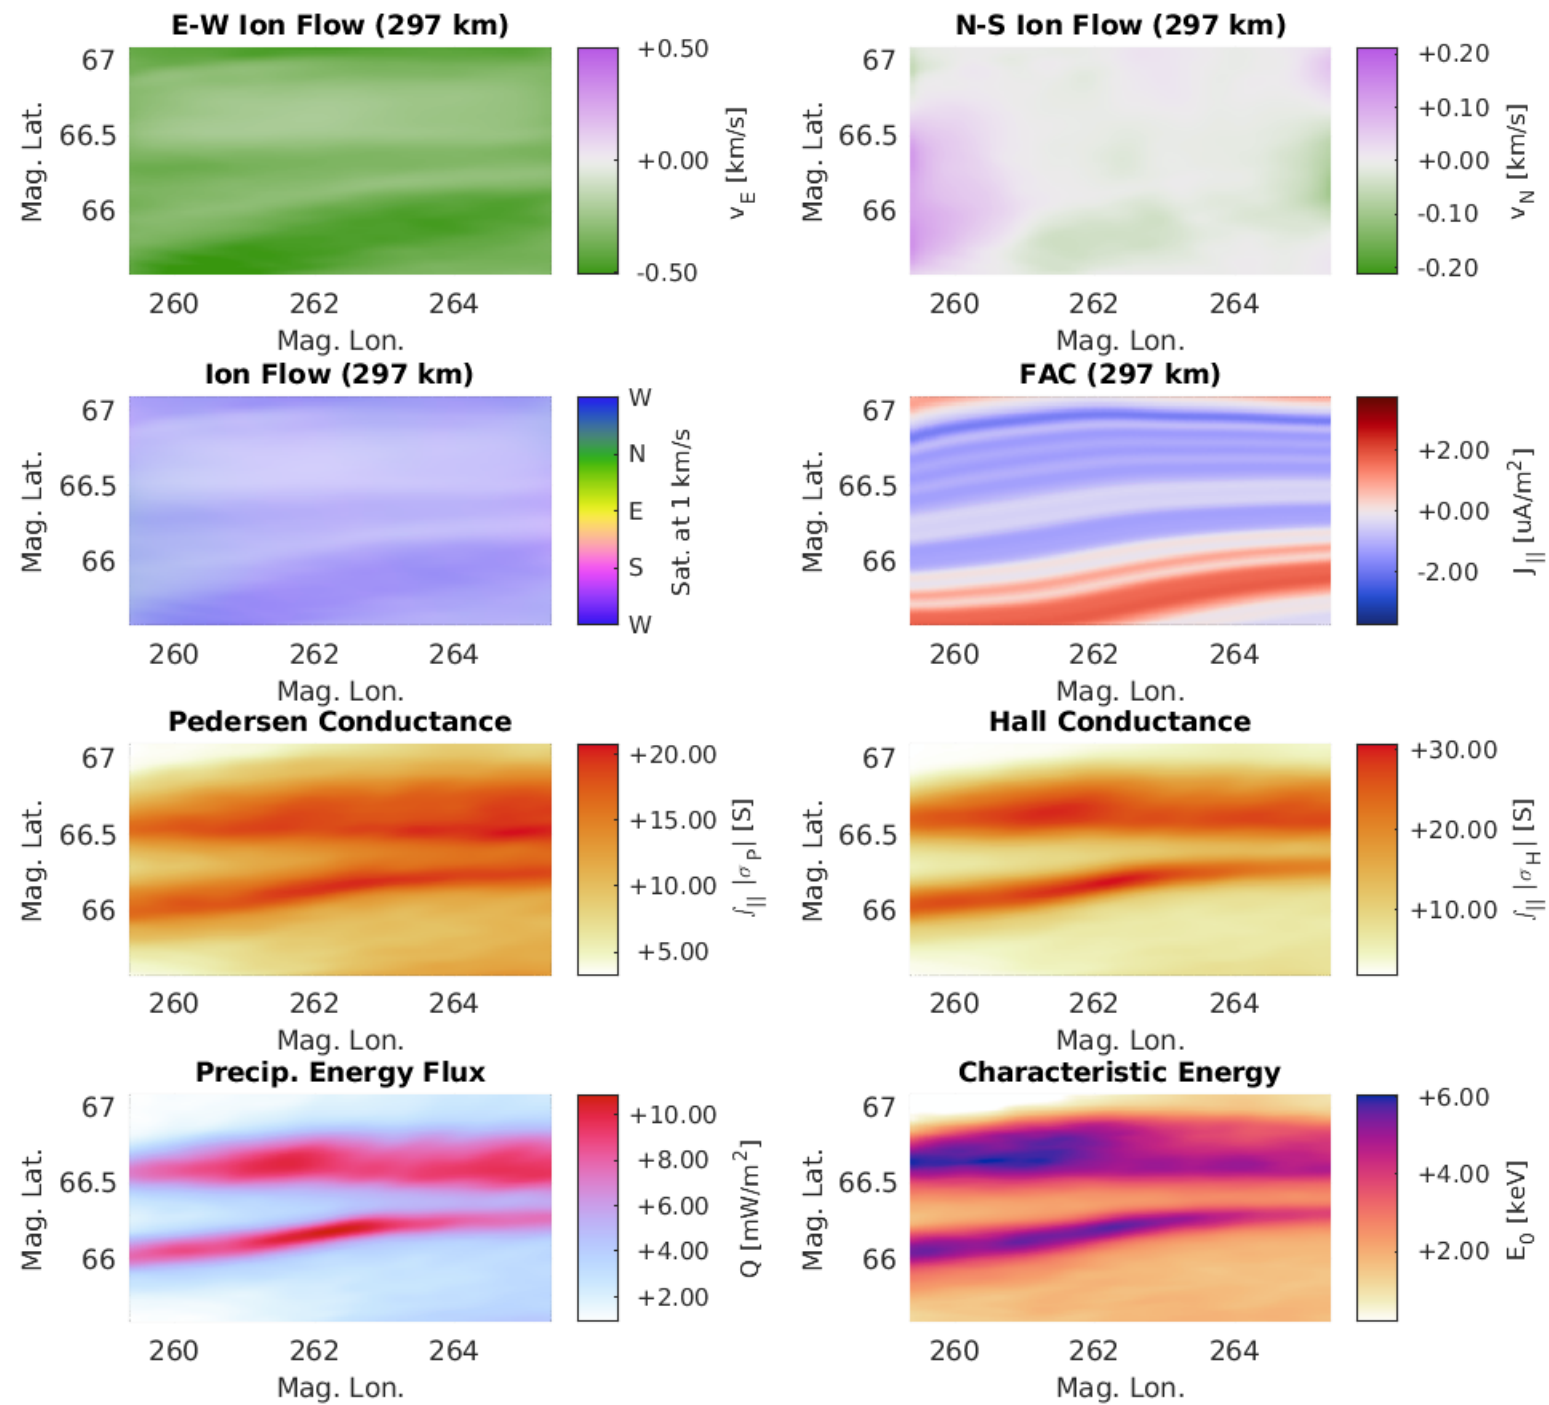 E-W Ion Flow (297 km)
67
66.5
66
Mag. Lat.
260 262 264
Mag. Lon.
+0.50
+0.00
-0.50
v_E [km/s]
N-S Ion Flow (297 km)
67
66.5
66
Mag. Lat.
260 262 264
Mag. Lon.
+0.20
+0.10
+0.00
-0.10
-0.20
v_N [km/s]
Ion Flow (297 km)
67
66.5
66
Mag. Lat.
260 262 264
Mag. Lon.
W
N
E
S
W
Sat. at 1 km/s
FAC (297 km)
67
66.5
66
Mag. Lat.
260 262 264
Mag. Lon.
+2.00
+0.00
-2.00
J_|| [uA/m²]
Pedersen Conductance
67
66.5
66
Mag. Lat.
260 262 264
Mag. Lon.
+20.00
+15.00
+10.00
+5.00
∫_|| |σ_P| [S]
Hall Conductance
67
66.5
66
Mag. Lat.
260 262 264
Mag. Lon.
+30.00
+20.00
+10.00
∫_|| |σ_H| [S]
Precip. Energy Flux
67
66.5
66
Mag. Lat.
260 262 264
Mag. Lon.
+10.00
+8.00
+6.00
+4.00
+2.00
Q [mW/m²]
Characteristic Energy
67
66.5
66
Mag. Lat.
260 262 264
Mag. Lon.
+6.00
+4.00
+2.00
E_0 [keV]